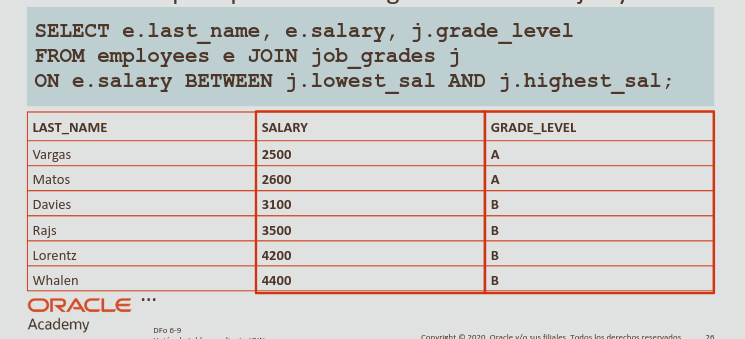 SELECT e.last_name, e.salary, j.grade_level
FROM employees e JOIN job_grades j
ON e.salary BETWEEN j.lowest_sal AND j.highest_sal;
LAST_NAME SALARY GRADE_LEVEL
Vargas 2500 A
Matos 2600 A
Davies 3100 B
Rajs 3500 B
Lorentz 4200 B
Whalen 4400 B
...
ORACLE
Academy
DFo 6-9
Copyright © 2020, Oracle y/o sus filiales. Todos los derechos reservados. 26